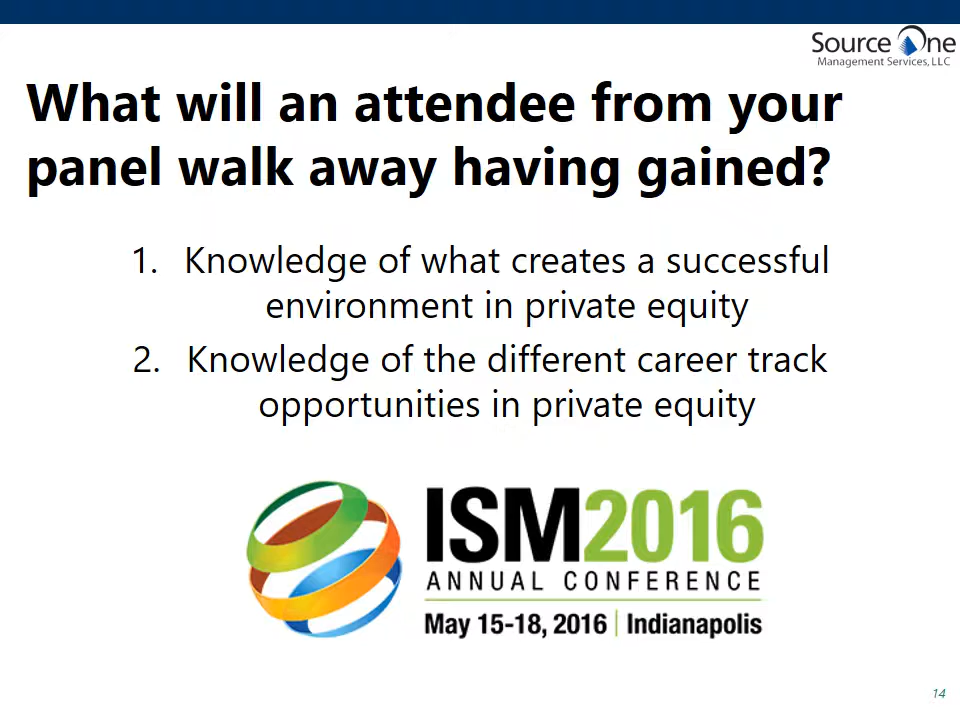 Source One
Management Services, LLC
What will an attendee from your
panel walk away having gained?
1. Knowledge of what creates a successful
environment in private equity
2. Knowledge of the different career track
opportunities in private equity
ISM2016
ANNUAL CONFERENCE
May 15-18, 2016 | Indianapolis
14